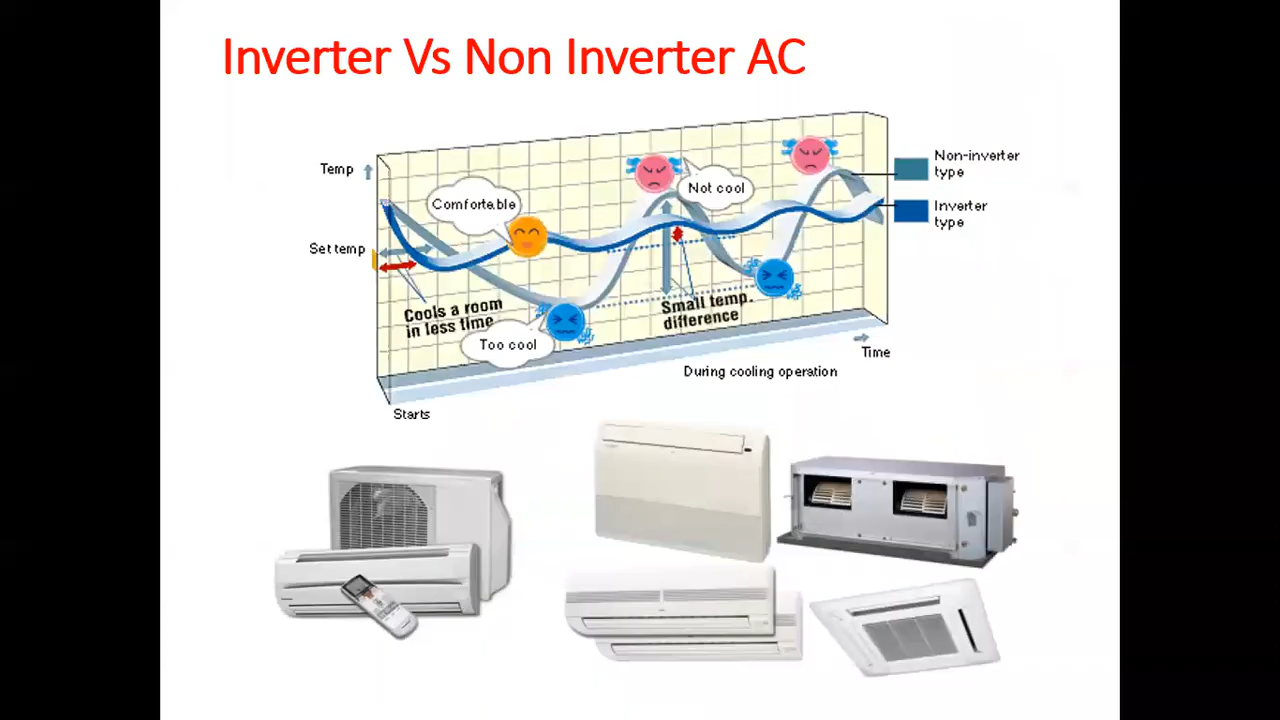 Inverter Vs Non Inverter AC
Temp
Non-inverter
type
Comfortable
Not cool
Inverter
type
Set temp
Cools a room
in less time
Small temp.
difference
Too cool
Time
During cooling operation
Starts